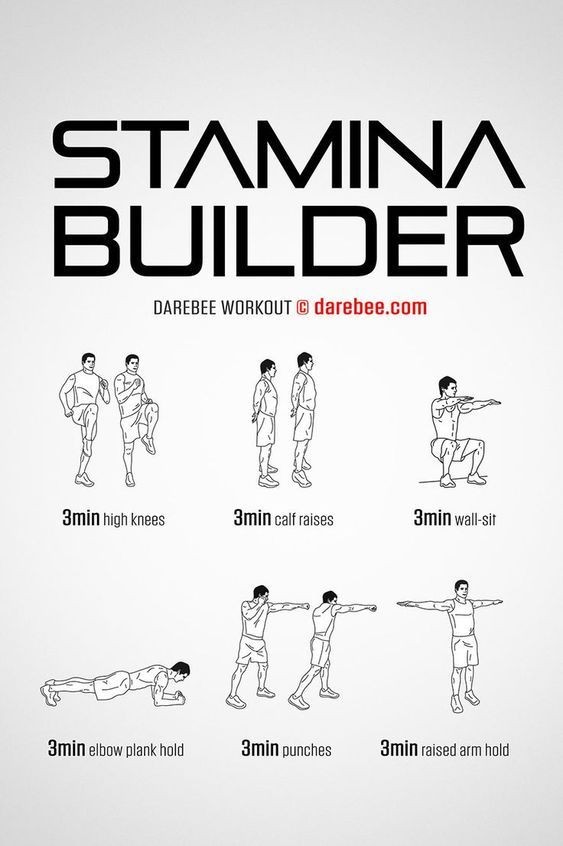 STAMINA
BUILDER
DAREBEE WORKOUT © darebee.com
3min high knees
3min calf raises
3min wall-sit
3min elbow plank hold
3min punches
3min raised arm hold